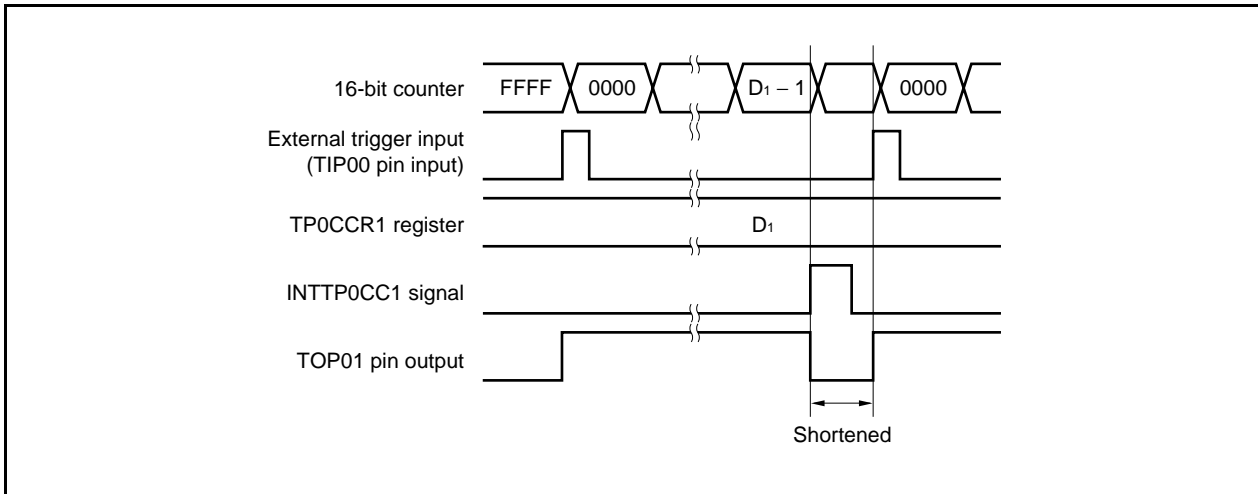 16-bit counter FFFF 0000 D₁ − 1 0000
External trigger input
(TIP00 pin input)
TP0CCR1 register D₁
INTTP0CC1 signal
TOP01 pin output
Shortened